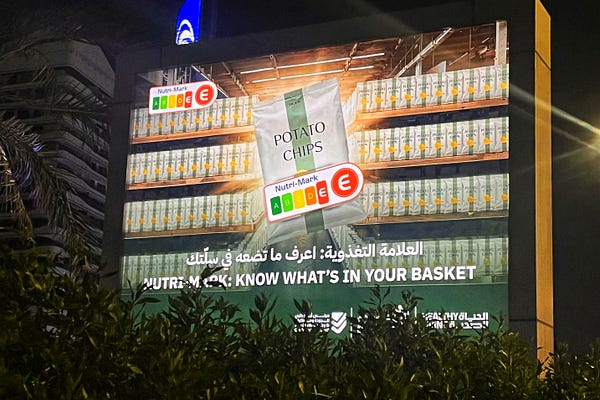 Nutri-Mark
A B C D E
POTATO
CHIPS
Nutri-Mark
A B C D E
العلامة التغذوية: اعرف ما تضعه في سلّتك
NUTRI-MARK: KNOW WHAT'S IN YOUR BASKET